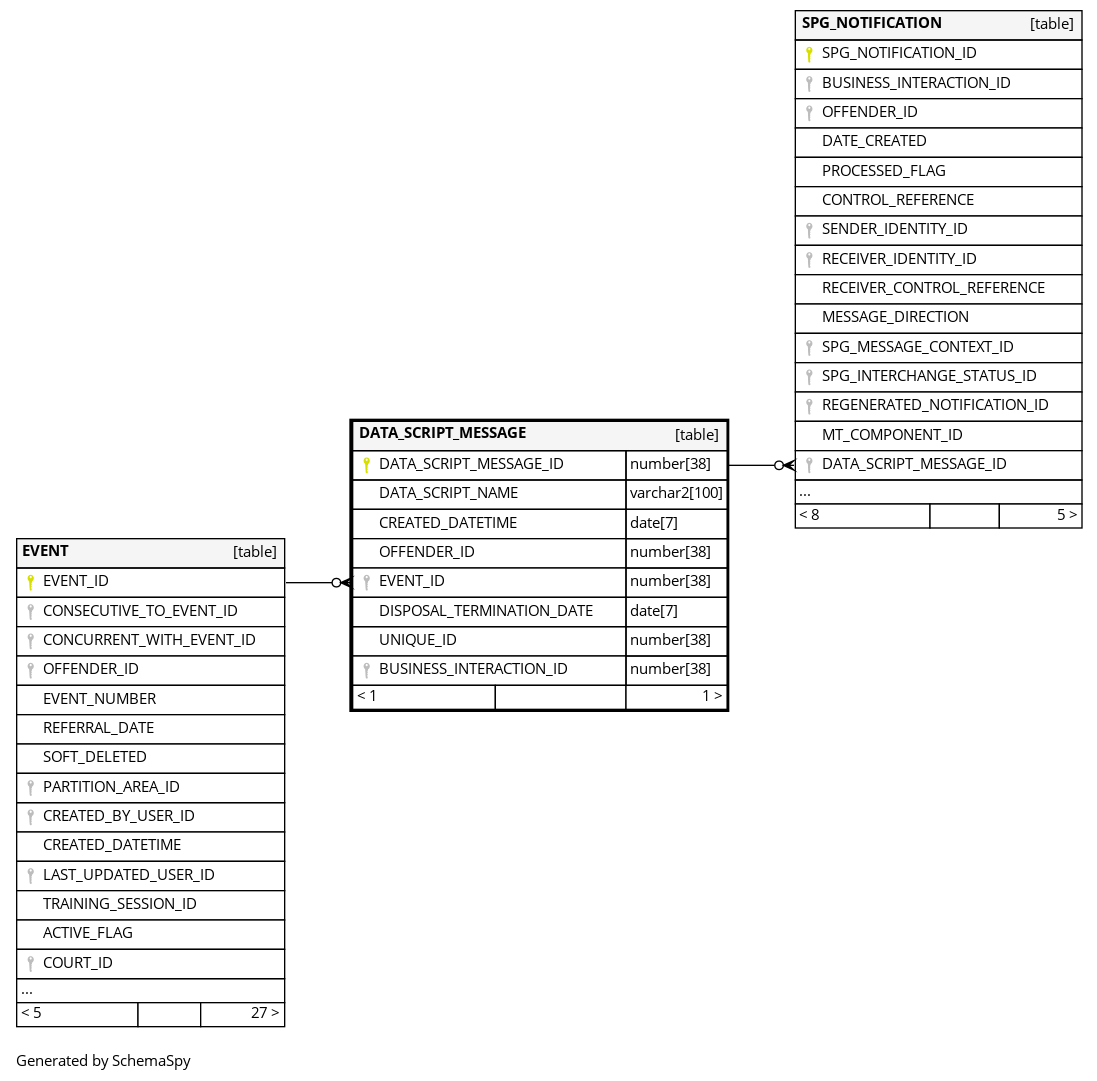 SPG_NOTIFICATION [table]
SPG_NOTIFICATION_ID
BUSINESS_INTERACTION_ID
OFFENDER_ID
DATE_CREATED
PROCESSED_FLAG
CONTROL_REFERENCE
SENDER_IDENTITY_ID
RECEIVER_IDENTITY_ID
RECEIVER_CONTROL_REFERENCE
MESSAGE_DIRECTION
SPG_MESSAGE_CONTEXT_ID
SPG_INTERCHANGE_STATUS_ID
REGENERATED_NOTIFICATION_ID
MT_COMPONENT_ID
DATA_SCRIPT_MESSAGE_ID
...
< 8 5 >
DATA_SCRIPT_MESSAGE [table]
DATA_SCRIPT_MESSAGE_ID number[38]
DATA_SCRIPT_NAME varchar2[100]
CREATED_DATETIME date[7]
OFFENDER_ID number[38]
EVENT_ID number[38]
DISPOSAL_TERMINATION_DATE date[7]
UNIQUE_ID number[38]
BUSINESS_INTERACTION_ID number[38]
< 1 1 >
EVENT [table]
EVENT_ID
CONSECUTIVE_TO_EVENT_ID
CONCURRENT_WITH_EVENT_ID
OFFENDER_ID
EVENT_NUMBER
REFERRAL_DATE
SOFT_DELETED
PARTITION_AREA_ID
CREATED_BY_USER_ID
CREATED_DATETIME
LAST_UPDATED_USER_ID
TRAINING_SESSION_ID
ACTIVE_FLAG
COURT_ID
...
< 5 27 >
Generated by SchemaSpy